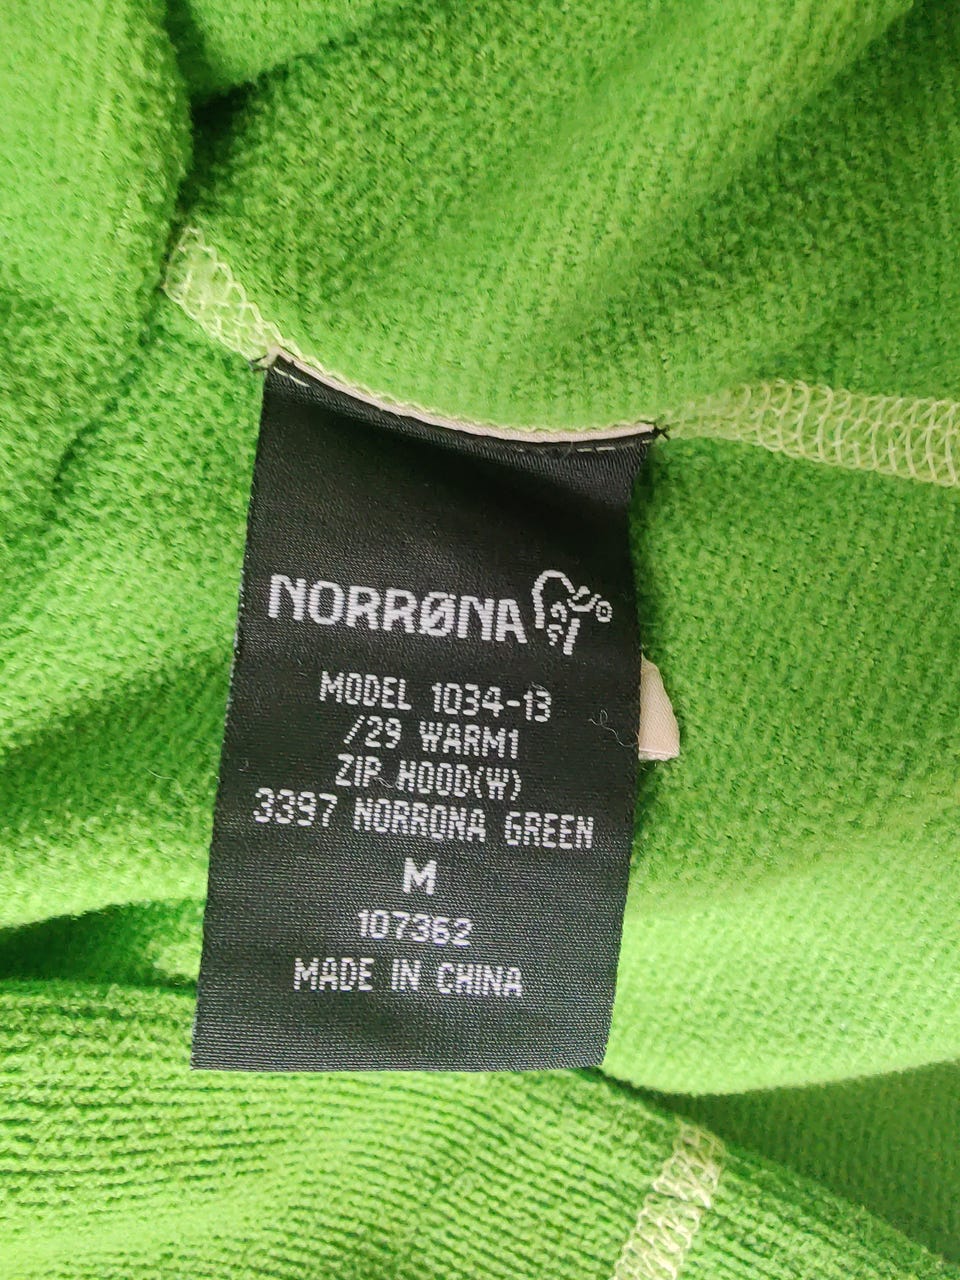 NORRØNA
MODEL 1034-13
/29 WARM1
ZIP HOOD(W)
3397 NORRONA GREEN
M
107362
MADE IN CHINA